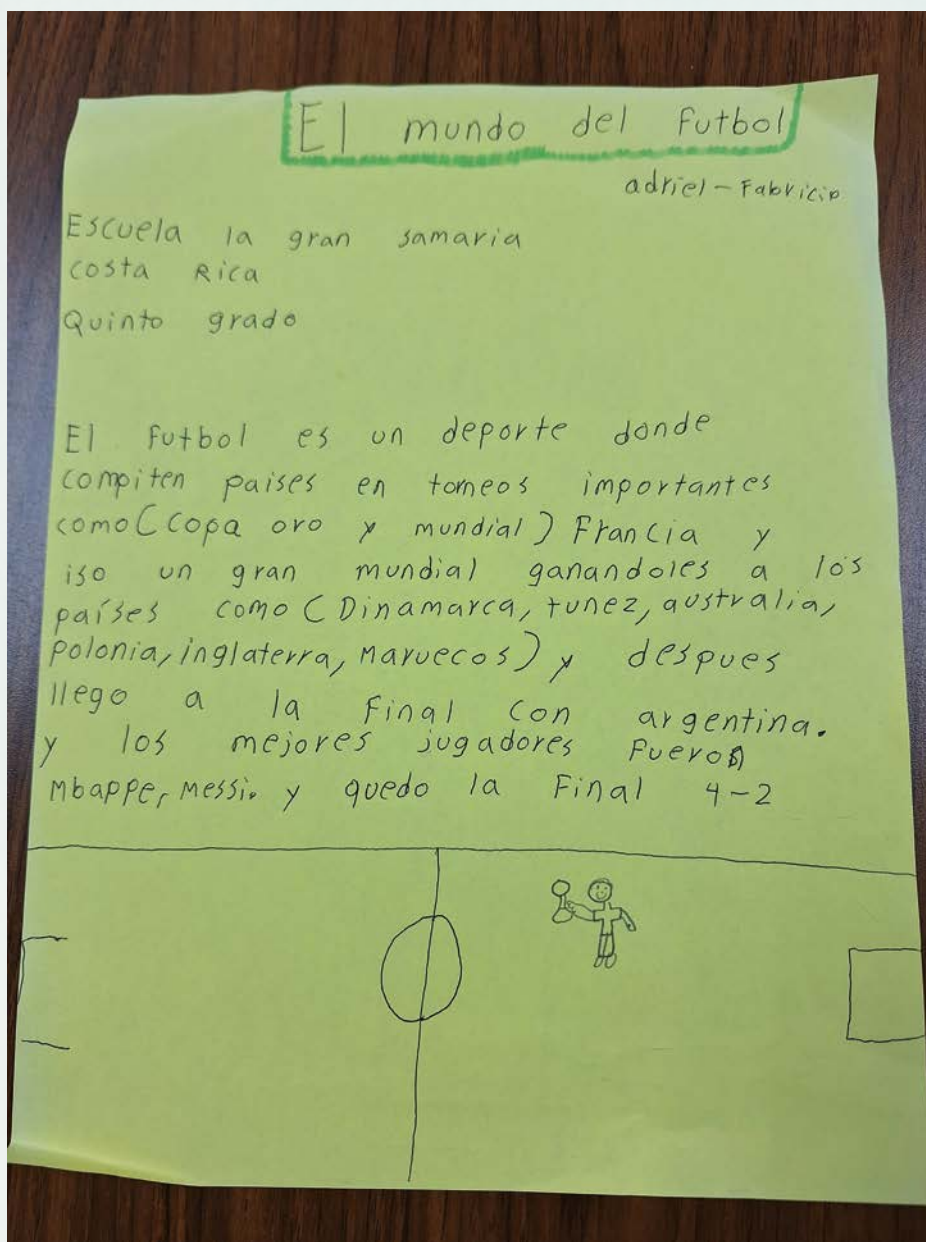 El mundo del futbol
adriel-Fabricio
Escuela la gran samaria
costa Rica
Quinto grado
El futbol es un deporte donde
compiten paises en torneos importantes
como (Copa oro y mundial) Francia y
iso un gran mundial ganandoles a los
países como (Dinamarca, tunez, australia,
Polonia, inglaterra, Maruecos) y despues
llego a la Final con argentina.
y los mejores jugadores Fueron
Mbappe, Messi. y quedo la Final 4-2